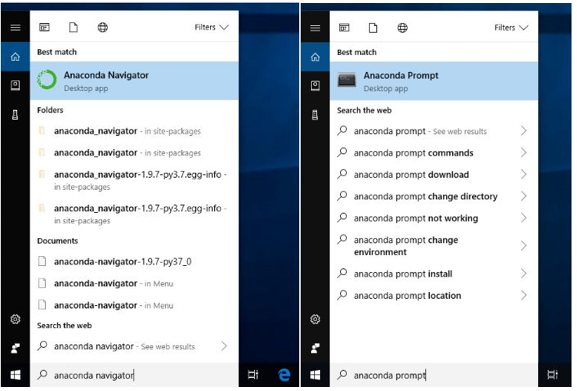 Filters
Best match
Anaconda Navigator
Desktop app
Folders
anaconda_navigator - in site-packages
anaconda_navigator - in site-packages
anaconda_navigator-1.9.7-py3.7.egg-info -
in site-packages
anaconda_navigator-1.9.7-py3.7.egg-info -
in site-packages
Documents
anaconda-navigator-1.9.7-py37_0
anaconda-navigator - in Menu
anaconda-navigator - in Menu
Search the web
anaconda navigator - See web results
anaconda navigator
Filters
Best match
Anaconda Prompt
Desktop app
Search the web
anaconda prompt - See web results
anaconda prompt commands
anaconda prompt download
anaconda prompt change directory
anaconda prompt not working
anaconda prompt change
environment
anaconda prompt install
anaconda prompt location
anaconda prompt